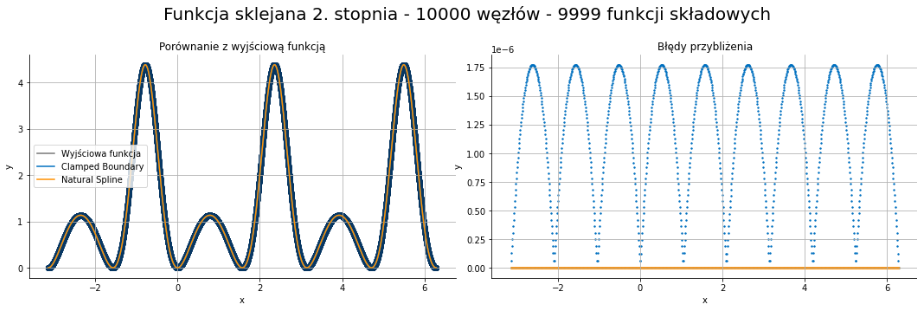 Funkcja sklejana 2. stopnia - 10000 węzłów - 9999 funkcji składowych
Porównanie z wyjściową funkcją
4
3
2
1
0
y
Wyjściowa funkcja
Clamped Boundary
Natural Spline
−2
0
2
4
6
x
Błędy przybliżenia
1e−6
1.75
1.50
1.25
1.00
0.75
0.50
0.25
0.00
y
−2
0
2
4
6
x